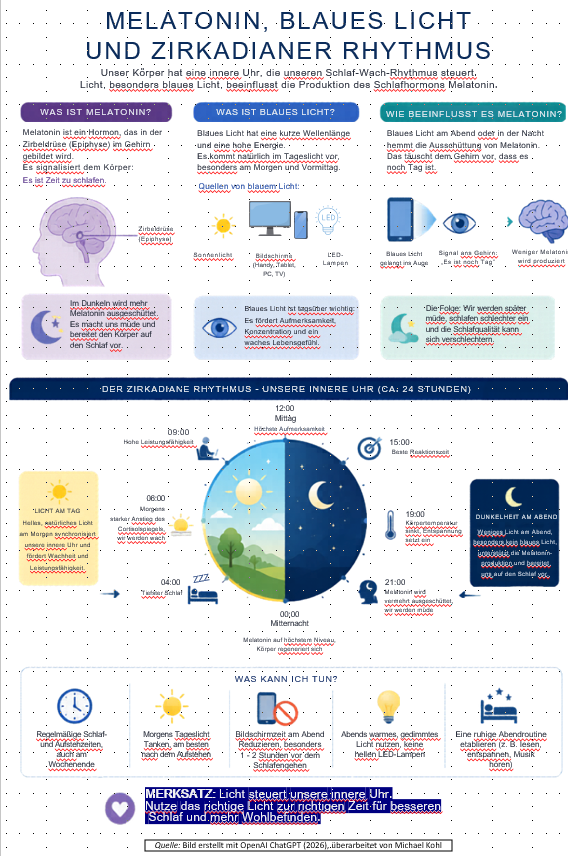 MELATONIN, BLAUES LICHT
UND ZIRKADIANER RHYTHMUS
Unser Körper hat eine innere Uhr, die unseren Schlaf-Wach-Rhythmus steuert.
Licht, besonders blaues Licht, beeinflusst die Produktion des Schlafhormons Melatonin.
WAS IST MELATONIN?
Melatonin ist ein Hormon, das in der
Zirbeldrüse (Epiphyse) im Gehirn
gebildet wird.
Es signalisiert dem Körper:
Es ist Zeit zu schlafen.
Zirbeldrüse
(Epiphyse)
Im Dunkeln wird mehr
Melatonin ausgeschüttet.
Es macht uns müde und
bereitet den Körper auf
den Schlaf vor.
WAS IST BLAUES LICHT?
Blaues Licht hat eine kurze Wellenlänge
und eine hohe Energie.
Es kommt natürlich im Tageslicht vor,
besonders am Morgen und Vormittag.
Quellen von blauem Licht:
LED
Sonnenlicht
Bildschirme
(Handy, Tablet,
PC, TV)
LED-
Lampen
Blaues Licht ist tagsüber wichtig:
Es fördert Aufmerksamkeit,
Konzentration und ein
waches Lebensgefühl.
WIE BEEINFLUSST ES MELATONIN?
Blaues Licht am Abend oder in der Nacht
hemmt die Ausschüttung von Melatonin.
Das täuscht dem Gehirn vor, dass es
noch Tag ist.
Blaues Licht
gelangt ins Auge
Signal ans Gehirn:
„Es ist noch Tag"
Weniger Melatonin
wird produziert
Die Folge: Wir werden später
müde, schlafen schlechter ein
und die Schlafqualität kann
sich verschlechtern.
DER ZIRKADIANE RHYTHMUS - UNSERE INNERE UHR (CA: 24 STUNDEN)
12:00
Mittag
Höchste Aufmerksamkeit
09:00
Hohe Leistungsfähigkeit
15:00
Beste Reaktionszeit
LICHT AM TAG
Helles, natürliches Licht
am Morgen synchronisiert
unsere innere Uhr und
fördert Wachheit und
Leistungsfähigkeit.
06:00
Morgens
starker Anstieg des
Cortisolspiegels,
wir werden wach
19:00
Körpertemperatur
sinkt, Entspannung
setzt ein
DUNKELHEIT AM ABEND
Weniger Licht am Abend,
besonders kein blaues Licht,
unterstützt die Melatonin-
produktion und bereitet
uns auf den Schlaf vor.
04:00
Tiefster Schlaf
ZZZ
21:00
Melatonin wird
vermehrt ausgeschüttet,
wir werden müde
00:00
Mitternacht
Melatonin auf höchstem Niveau,
Körper regeneriert sich
WAS KANN ICH TUN?
Regelmäßige Schlaf-
und Aufstehzeiten,
auch am
Wochenende
Morgens Tageslicht
Tanken, am besten
nach dem Aufstehen
Bildschirmzeit am Abend
Reduzieren, besonders
1 - 2 Stunden vor dem
Schlafengehen
Abends warmes, gedimmtes
Licht nutzen, keine
hellen LED-Lampen
Eine ruhige Abendroutine
etablieren (z. B. lesen,
entspannen, Musik
hören)
MERKSATZ: Licht steuert unsere innere Uhr.
Nutze das richtige Licht zur richtigen Zeit für besseren
Schlaf und mehr Wohlbefinden.
Quelle: Bild erstellt mit OpenAI ChatGPT (2026), überarbeitet von Michael Kohl